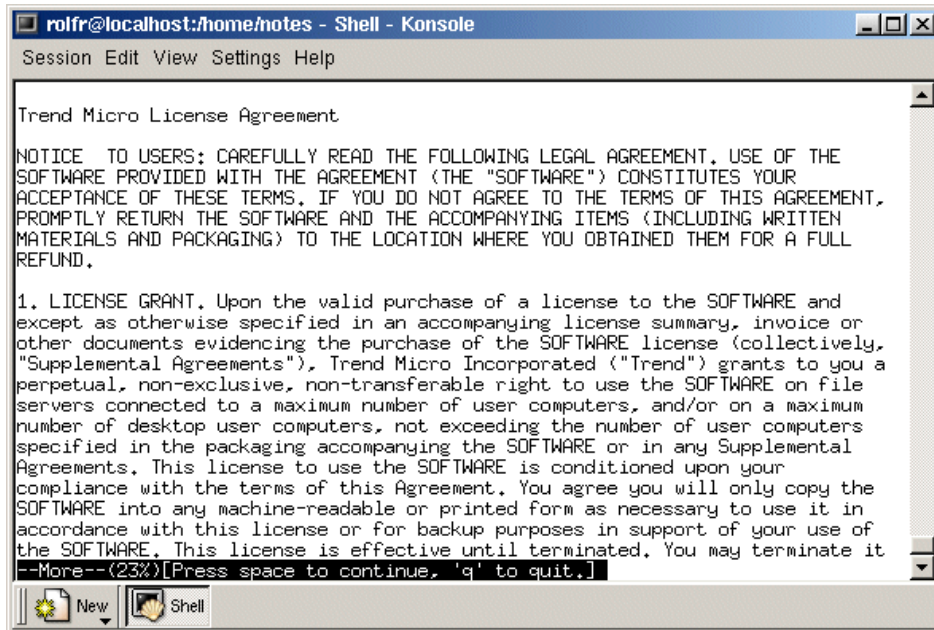 rolfr@localhost:/home/notes - Shell - Konsole
Session Edit View Settings Help
Trend Micro License Agreement
NOTICE  TO USERS: CAREFULLY READ THE FOLLOWING LEGAL AGREEMENT. USE OF THE
SOFTWARE PROVIDED WITH THE AGREEMENT (THE "SOFTWARE") CONSTITUTES YOUR
ACCEPTANCE OF THESE TERMS. IF YOU DO NOT AGREE TO THE TERMS OF THIS AGREEMENT,
PROMPTLY RETURN THE SOFTWARE AND THE ACCOMPANYING ITEMS (INCLUDING WRITTEN
MATERIALS AND PACKAGING) TO THE LOCATION WHERE YOU OBTAINED THEM FOR A FULL
REFUND.
1. LICENSE GRANT. Upon the valid purchase of a license to the SOFTWARE and
except as otherwise specified in an accompanying license summary, invoice or
other documents evidencing the purchase of the SOFTWARE license (collectively,
"Supplemental Agreements"), Trend Micro Incorporated ("Trend") grants to you a
perpetual, non-exclusive, non-transferable right to use the SOFTWARE on file
servers connected to a maximum number of user computers, and/or on a maximum
number of desktop user computers, not exceeding the number of user computers
specified in the packaging accompanying the SOFTWARE or in any Supplemental
Agreements. This license to use the SOFTWARE is conditioned upon your
compliance with the terms of this Agreement. You agree you will only copy the
SOFTWARE into any machine-readable or printed form as necessary to use it in
accordance with this license or for backup purposes in support of your use of
the SOFTWARE. This license is effective until terminated. You may terminate it
--More--(23%)[Press space to continue, 'q' to quit.]
New Shell